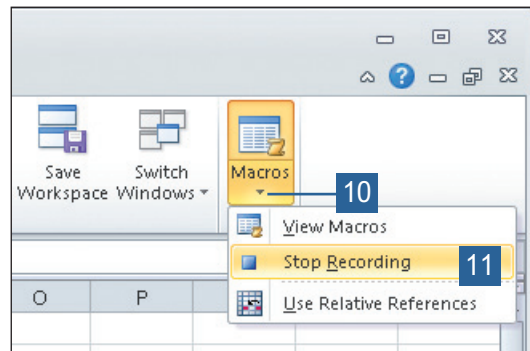 Save Workspace
Switch Windows
Macros
10
View Macros
Stop Recording
11
Use Relative References
O P